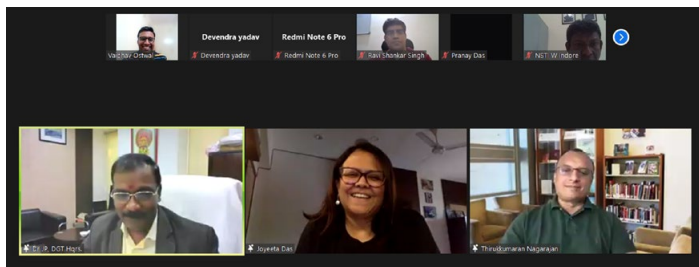 Devendra yadav
Redmi Note 6 Pro
Vaibhav Ostwal
Devendra yadav
Redmi Note 6 Pro
Ravi Shankar Singh
Pranay Das
NSTI W Indore
DGT Hqrs.
Joyeeta Das
Thirukkumaran Nagarajan